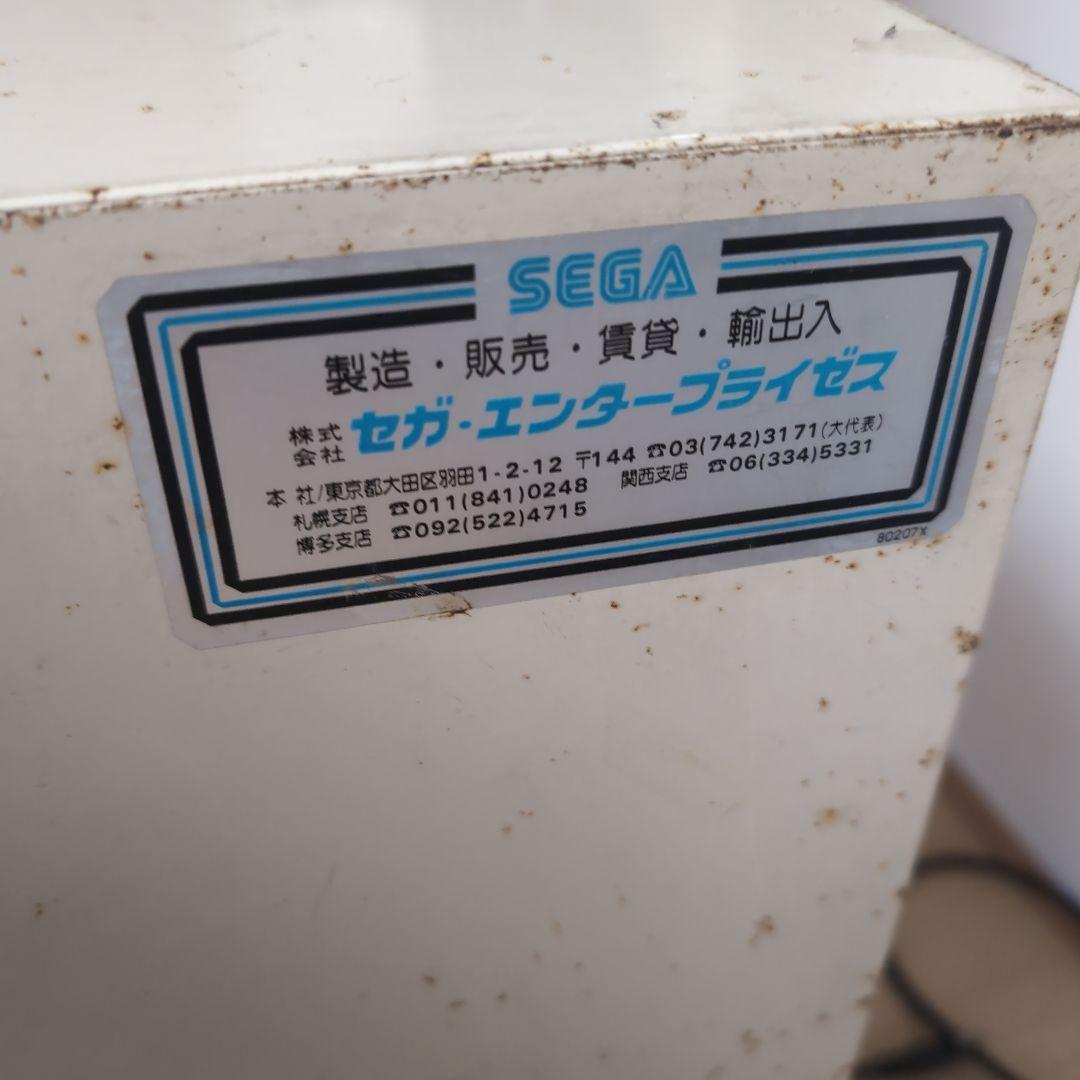 SEGA
製造・販売・賃貸・輸出入
株式会社 セガ・エンタープライゼス
本 社/東京都大田区羽田1-2-12 〒144 ☎03(742)3171(大代表)
札幌支店 ☎011(841)0248 関西支店 ☎06(334)5331
博多支店 ☎092(522)4715
80207X